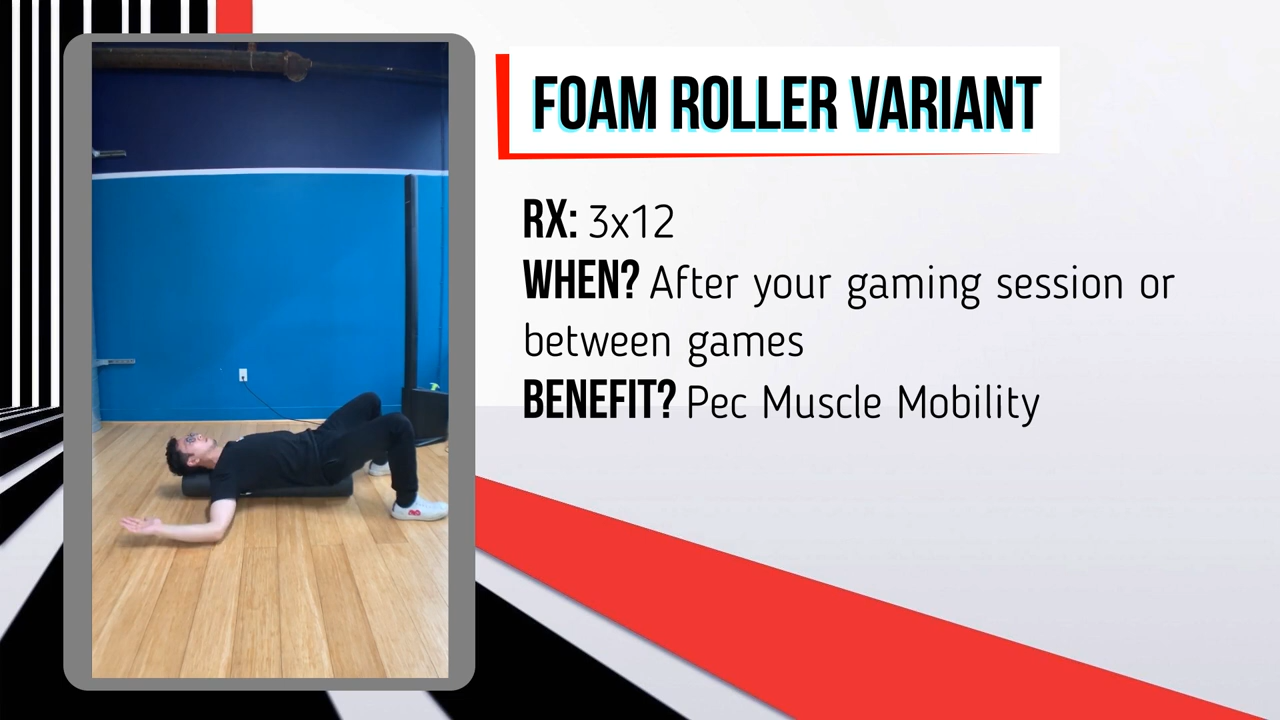 FOAM ROLLER VARIANT
RX: 3x12
WHEN? After your gaming session or
between games
BENEFIT? Pec Muscle Mobility